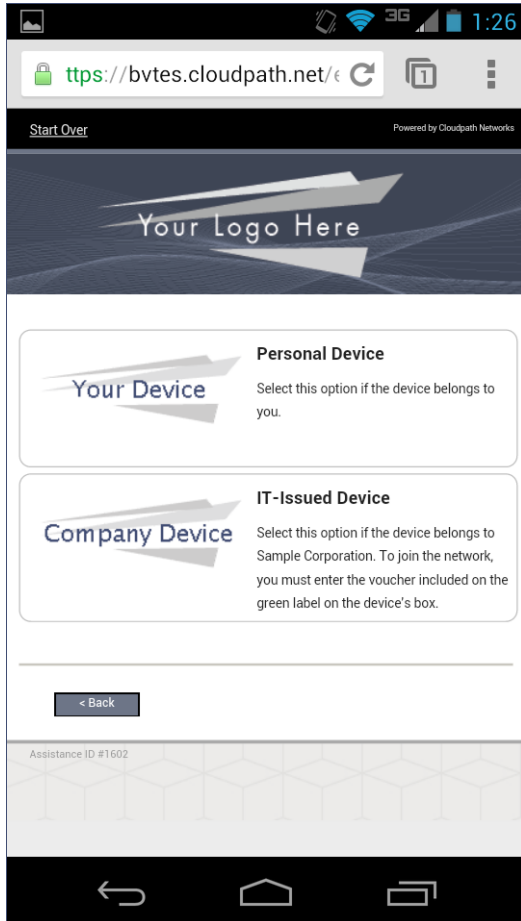 3G 1:26
ttps://bvtes.cloudpath.net/e
1
Start Over
Powered by Cloudpath Networks
Your Logo Here
Your Device
Personal Device
Select this option if the device belongs to
you.
Company Device
IT-Issued Device
Select this option if the device belongs to
Sample Corporation. To join the network,
you must enter the voucher included on the
green label on the device's box.
< Back
Assistance ID #1602